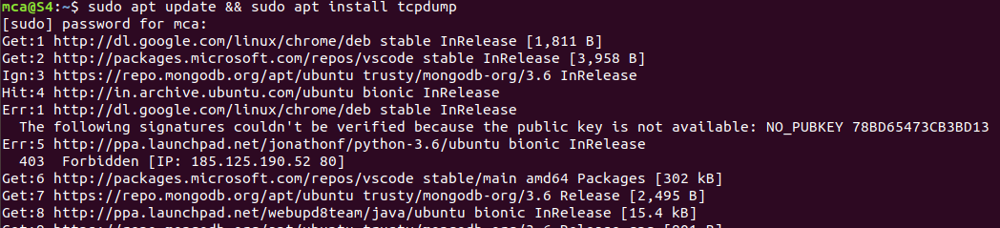 mca@S4:~$ sudo apt update && sudo apt install tcpdump
[sudo] password for mca:
Get:1 http://dl.google.com/linux/chrome/deb stable InRelease [1,811 B]
Get:2 http://packages.microsoft.com/repos/vscode stable InRelease [3,958 B]
Ign:3 https://repo.mongodb.org/apt/ubuntu trusty/mongodb-org/3.6 InRelease
Hit:4 http://in.archive.ubuntu.com/ubuntu bionic InRelease
Err:1 http://dl.google.com/linux/chrome/deb stable InRelease
  The following signatures couldn't be verified because the public key is not available: NO_PUBKEY 78BD65473CB3BD13
Err:5 http://ppa.launchpad.net/jonathonf/python-3.6/ubuntu bionic InRelease
  403  Forbidden [IP: 185.125.190.52 80]
Get:6 http://packages.microsoft.com/repos/vscode stable/main amd64 Packages [302 kB]
Get:7 https://repo.mongodb.org/apt/ubuntu trusty/mongodb-org/3.6 Release [2,495 B]
Get:8 http://ppa.launchpad.net/webupd8team/java/ubuntu bionic InRelease [15.4 kB]